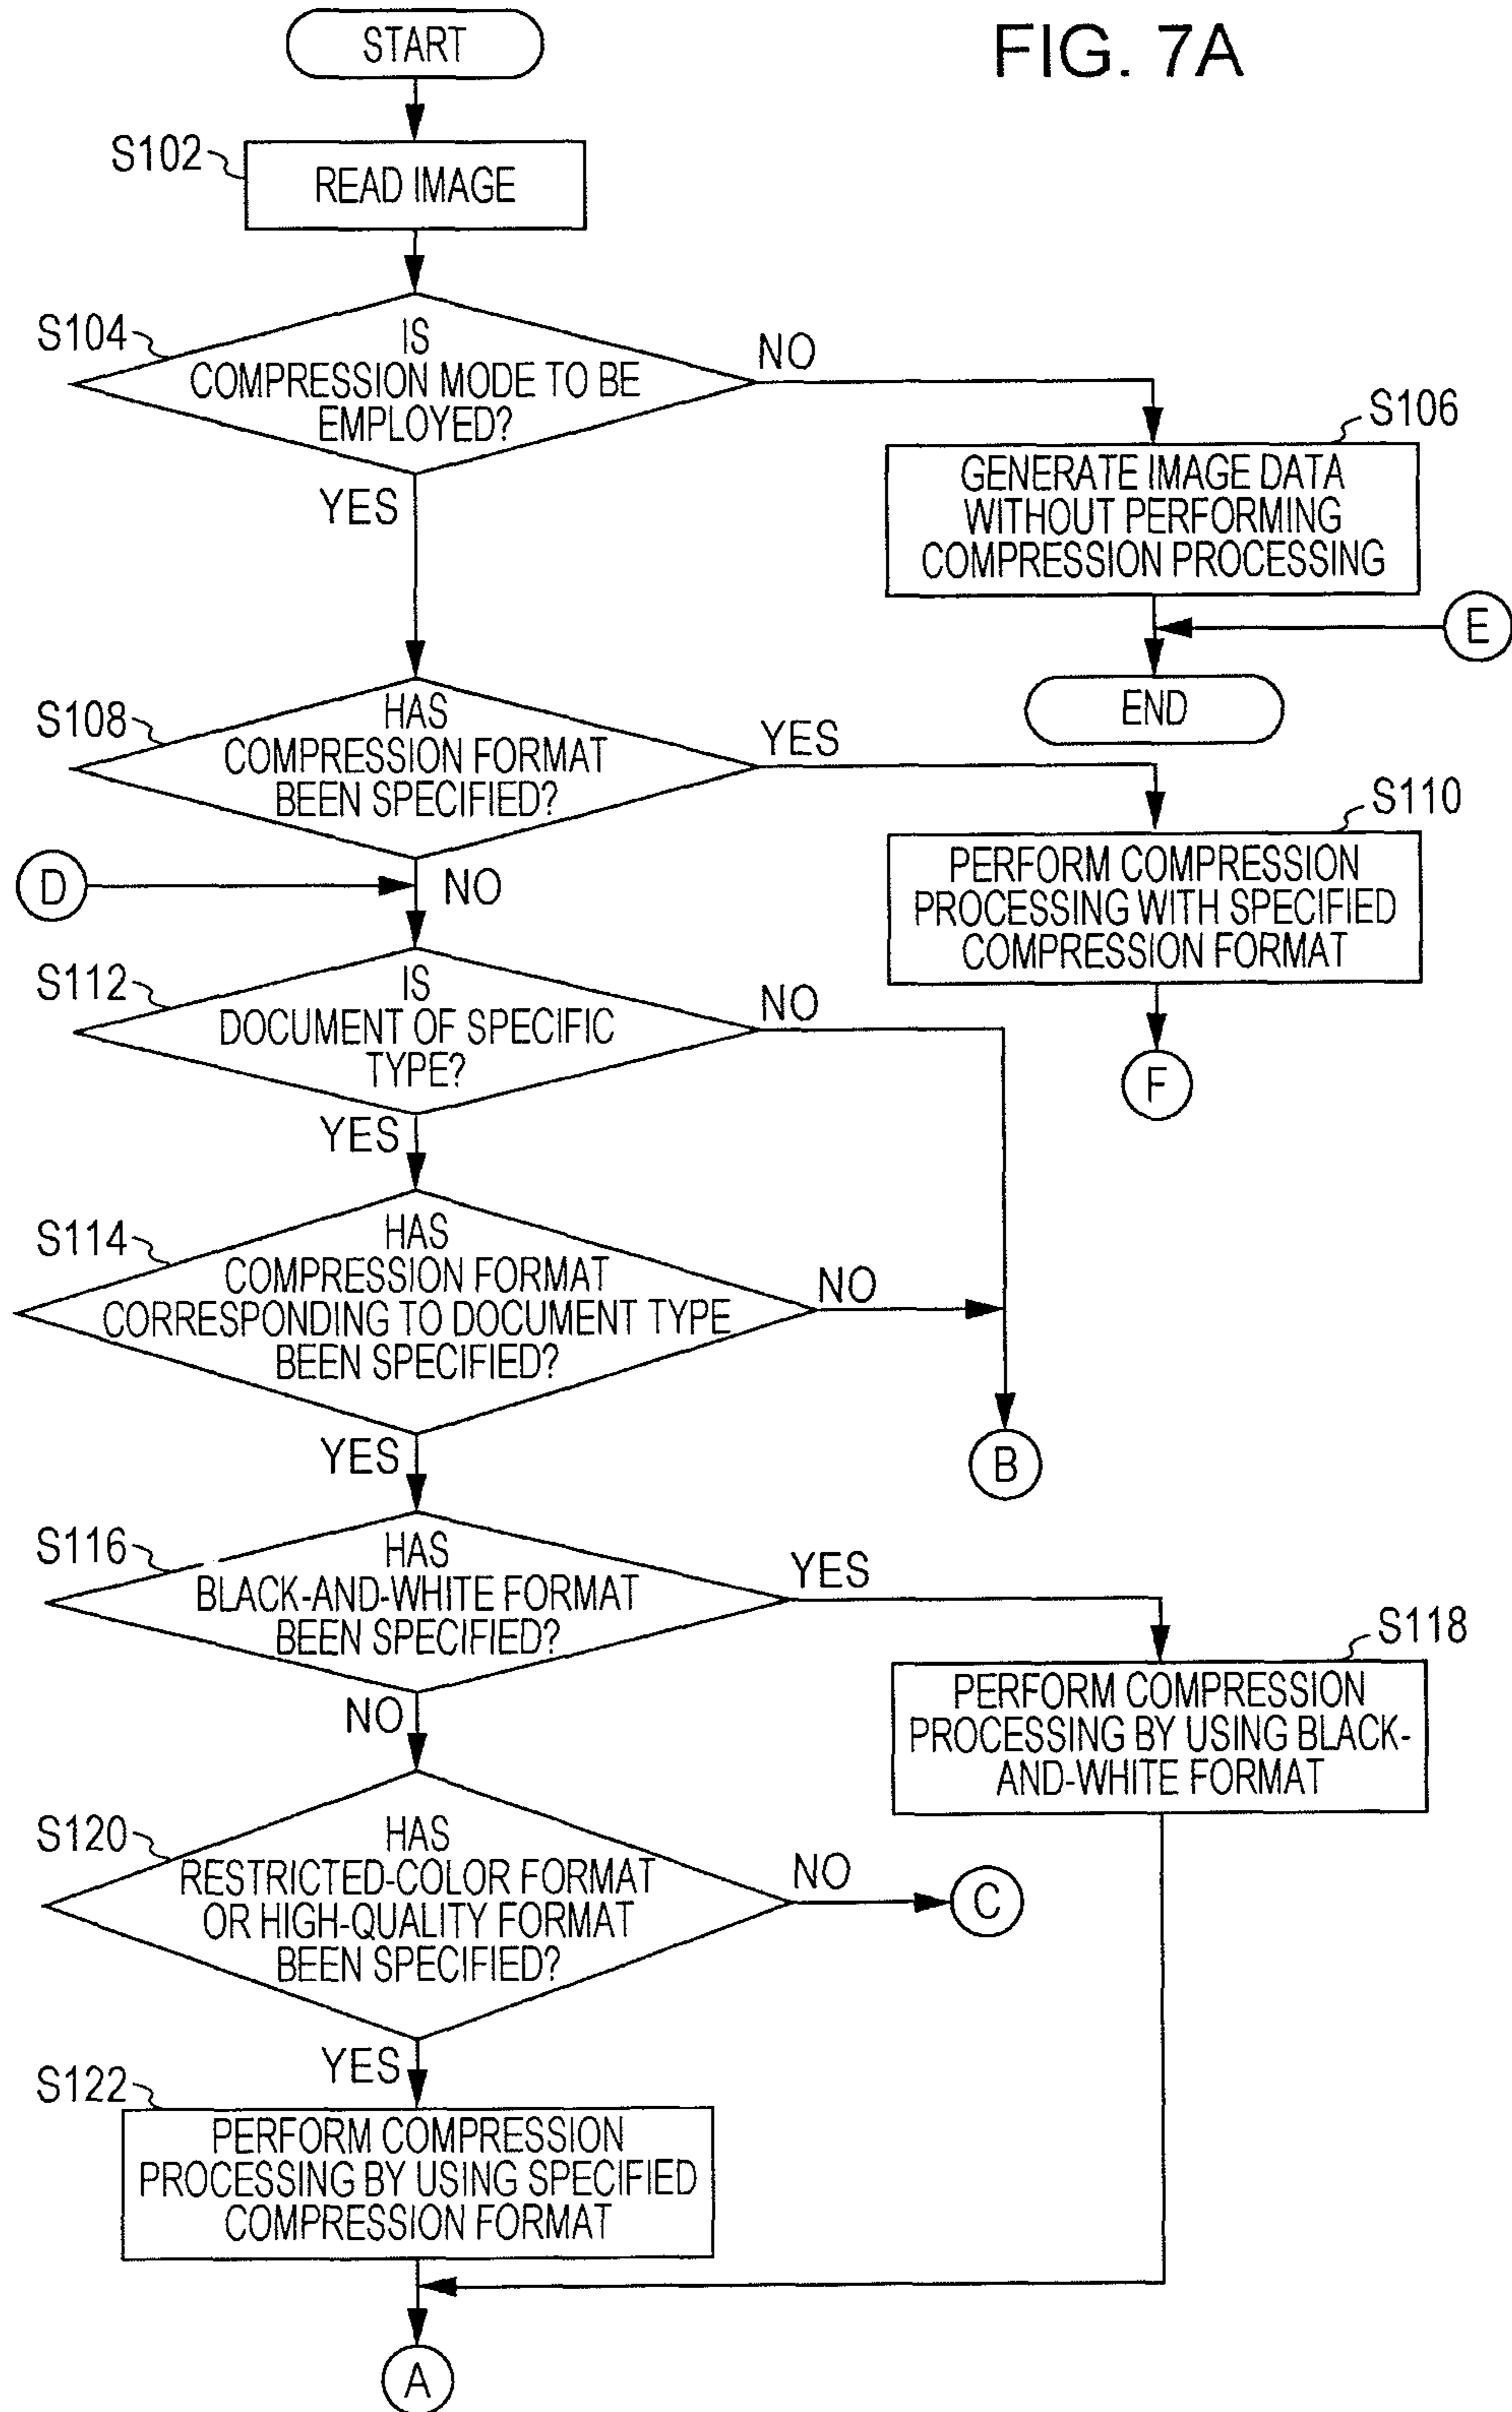 FIG. 7A
START
S102
READ IMAGE
S104
IS
COMPRESSION MODE TO BE
EMPLOYED?
NO
YES
S106
GENERATE IMAGE DATA
WITHOUT PERFORMING
COMPRESSION PROCESSING
E
END
S108
HAS
COMPRESSION FORMAT
BEEN SPECIFIED?
YES
NO
D
S110
PERFORM COMPRESSION
PROCESSING WITH SPECIFIED
COMPRESSION FORMAT
F
S112
IS
DOCUMENT OF SPECIFIC
TYPE?
NO
YES
S114
HAS
COMPRESSION FORMAT
CORRESPONDING TO DOCUMENT TYPE
BEEN SPECIFIED?
NO
YES
B
S116
HAS
BLACK-AND-WHITE FORMAT
BEEN SPECIFIED?
YES
NO
S118
PERFORM COMPRESSION
PROCESSING BY USING BLACK-
AND-WHITE FORMAT
S120
HAS
RESTRICTED-COLOR FORMAT
OR HIGH-QUALITY FORMAT
BEEN SPECIFIED?
NO
C
YES
S122
PERFORM COMPRESSION
PROCESSING BY USING SPECIFIED
COMPRESSION FORMAT
A